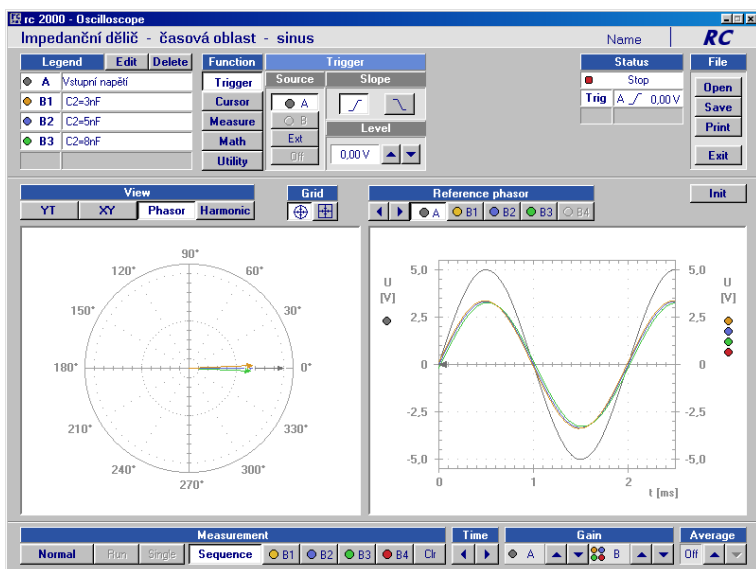 rc 2000 - Oscilloscope
Impedanční dělič - časová oblast - sinus
Name
RC
Legend Edit Delete
A Vstupní napětí
B1 C2=3nF
B2 C2=5nF
B3 C2=8nF
Function
Trigger
Cursor
Measure
Math
Utility
Trigger
Source Slope
A
B
Ext
Off
Level
0,00 V
Status
Stop
Trig A 0,00 V
File
Open
Save
Print
Exit
View
YT XY Phasor Harmonic
Grid
Reference phasor
A B1 B2 B3 B4
Init
90°
120° 60°
150° 30°
180° 0°
210° 330°
240° 300°
270°
U
[V]
5,0
2,5
0
-2,5
-5,0
5,0
2,5
0
-2,5
-5,0
U
[V]
0 1 2
t [ms]
Measurement
Normal Run Single Sequence B1 B2 B3 B4 Clr
Time
Gain
A B
Average
Off